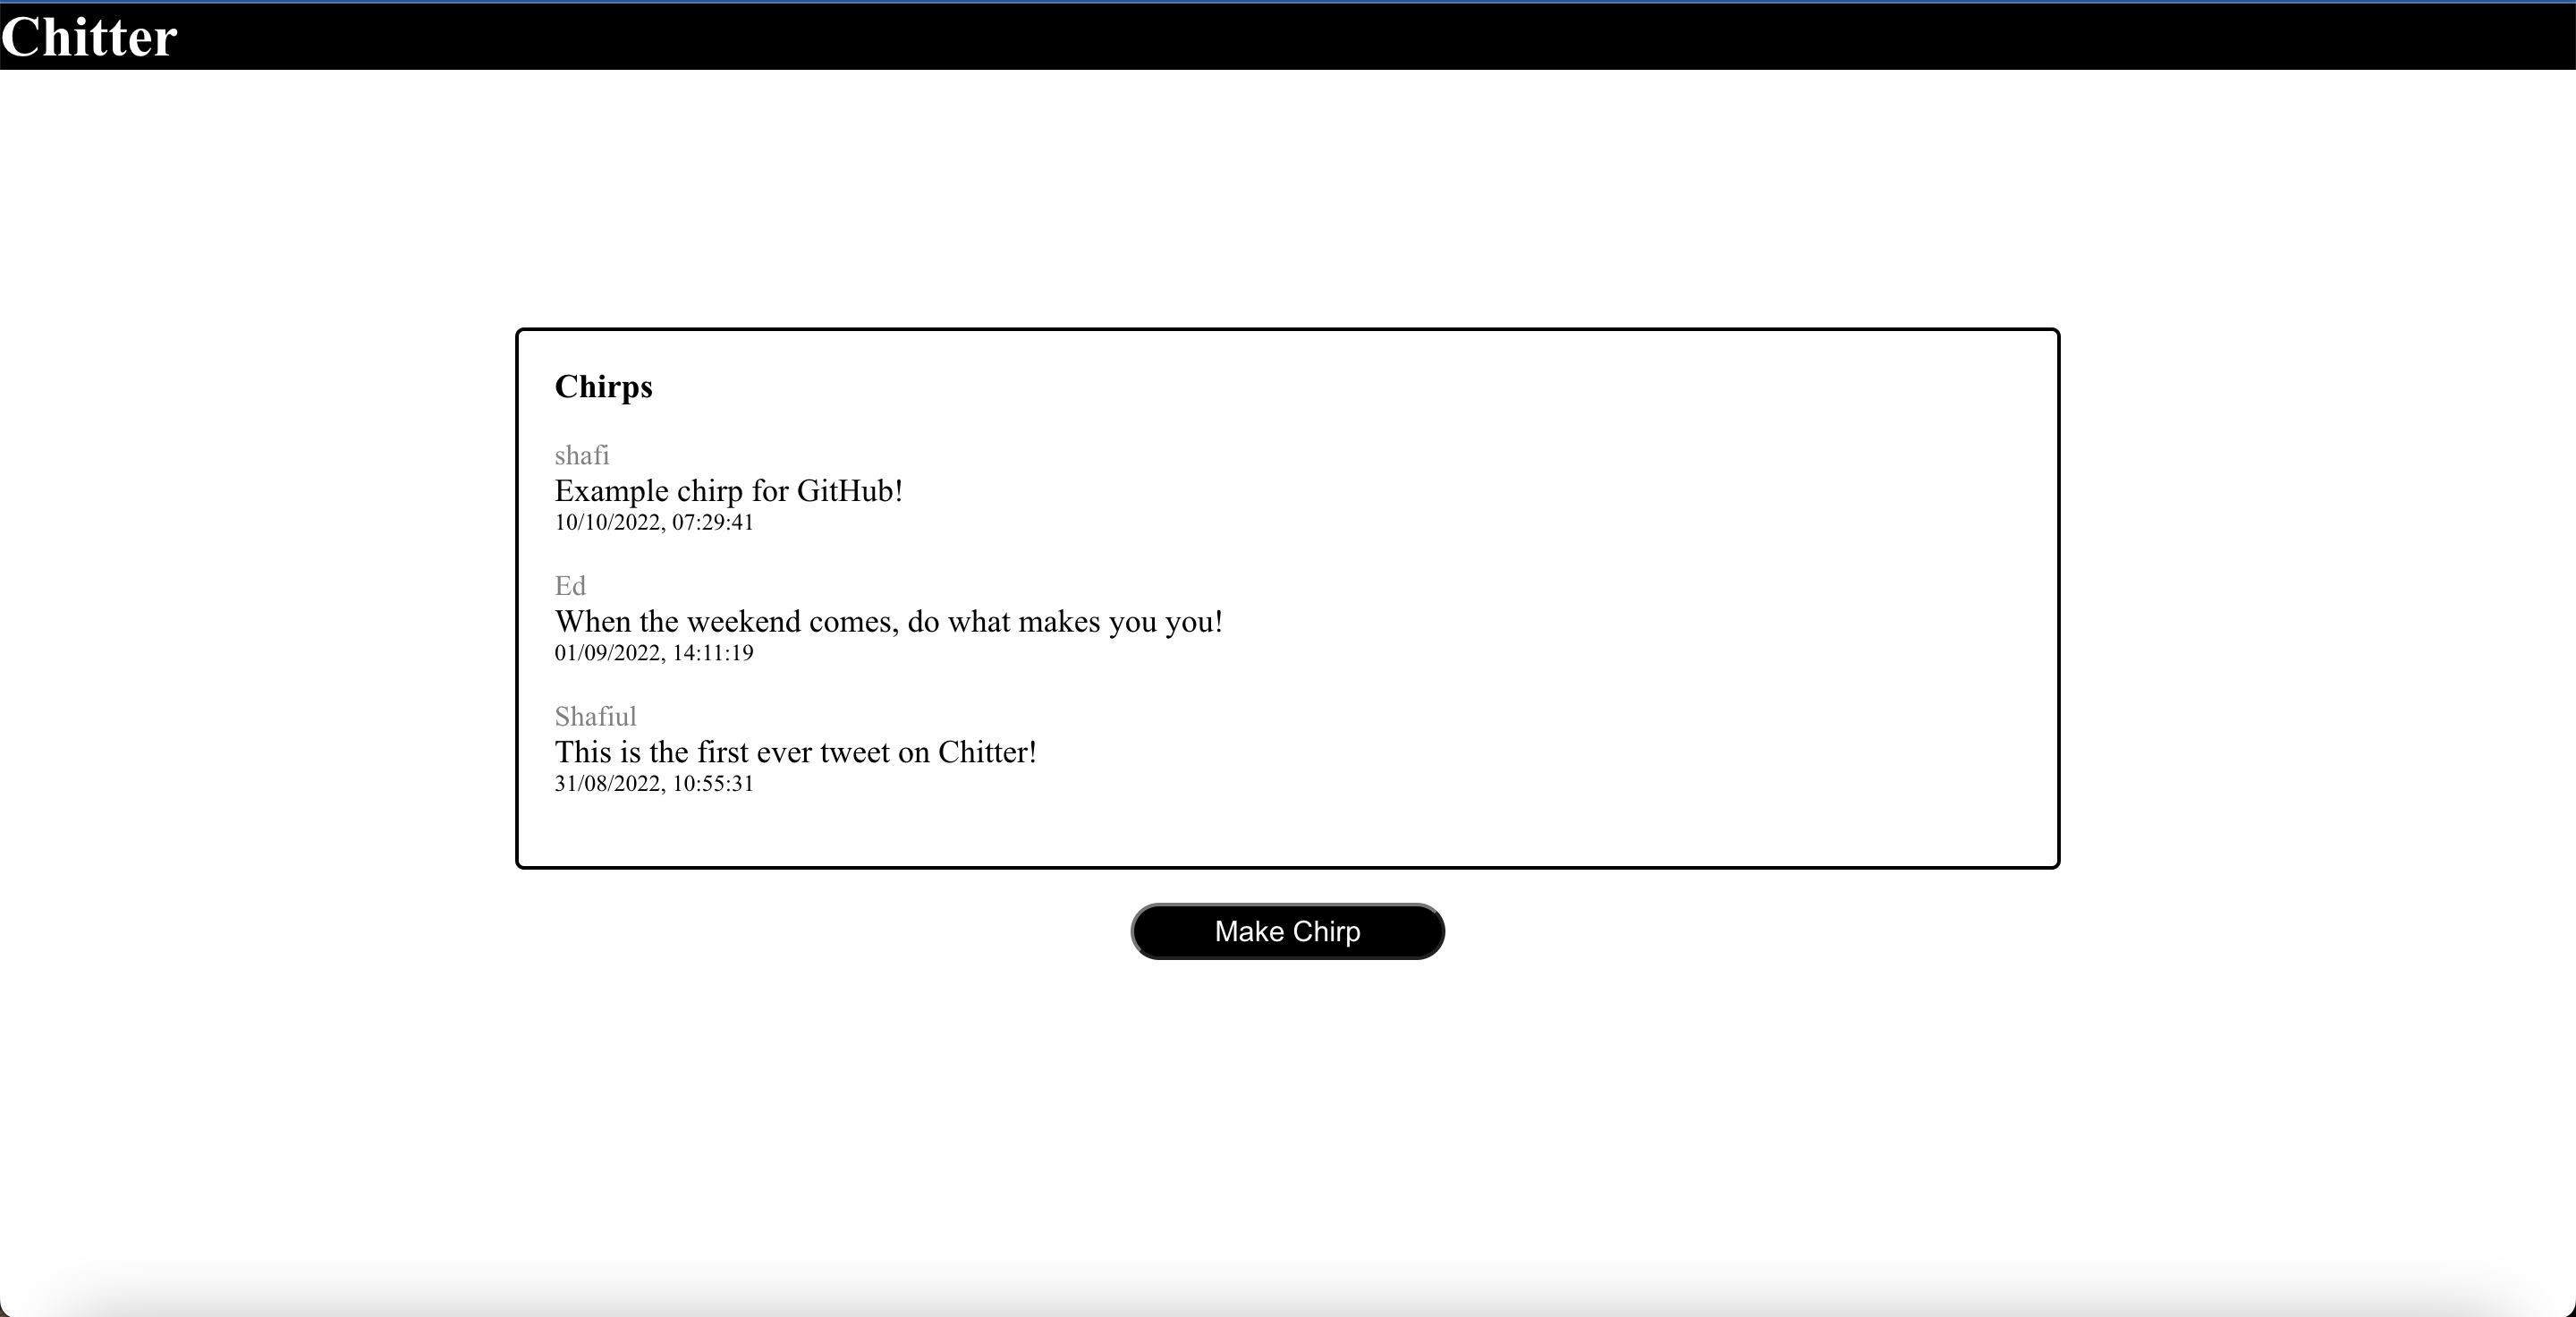 Chitter
Chirps
shafi
Example chirp for GitHub!
10/10/2022, 07:29:41
Ed
When the weekend comes, do what makes you you!
01/09/2022, 14:11:19
Shafiul
This is the first ever tweet on Chitter!
31/08/2022, 10:55:31
Make Chirp